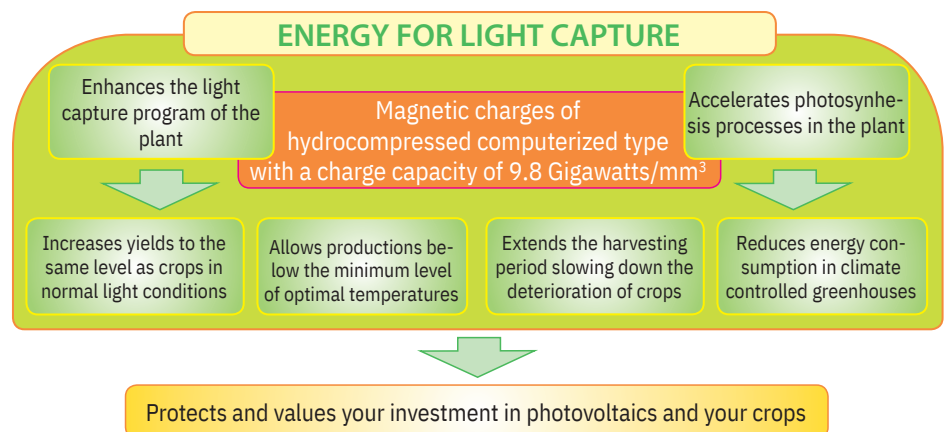 ENERGY FOR LIGHT CAPTURE
Enhances the light
capture program of the
plant
Magnetic charges of
hydrocompressed computerized type
with a charge capacity of 9.8 Gigawatts/mm³
Accelerates photosynhe-
sis processes in the plant
Increases yields to the
same level as crops in
normal light conditions
Allows productions be-
low the minimum level
of optimal temperatures
Extends the harvesting
period slowing down the
deterioration of crops
Reduces energy con-
sumption in climate
controlled greenhouses
Protects and values your investment in photovoltaics and your crops